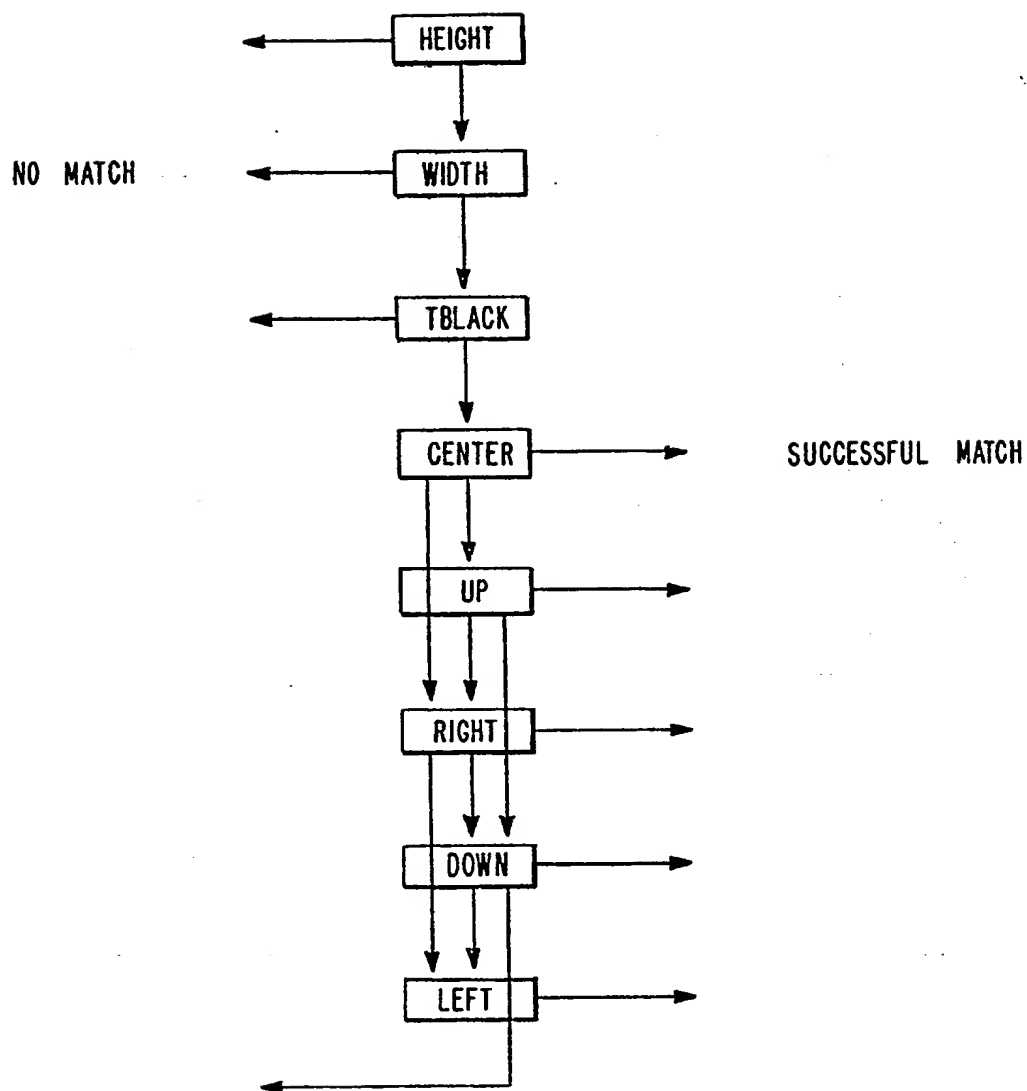 HEIGHT
NO MATCH
WIDTH
TBLACK
CENTER
SUCCESSFUL MATCH
UP
RIGHT
DOWN
LEFT